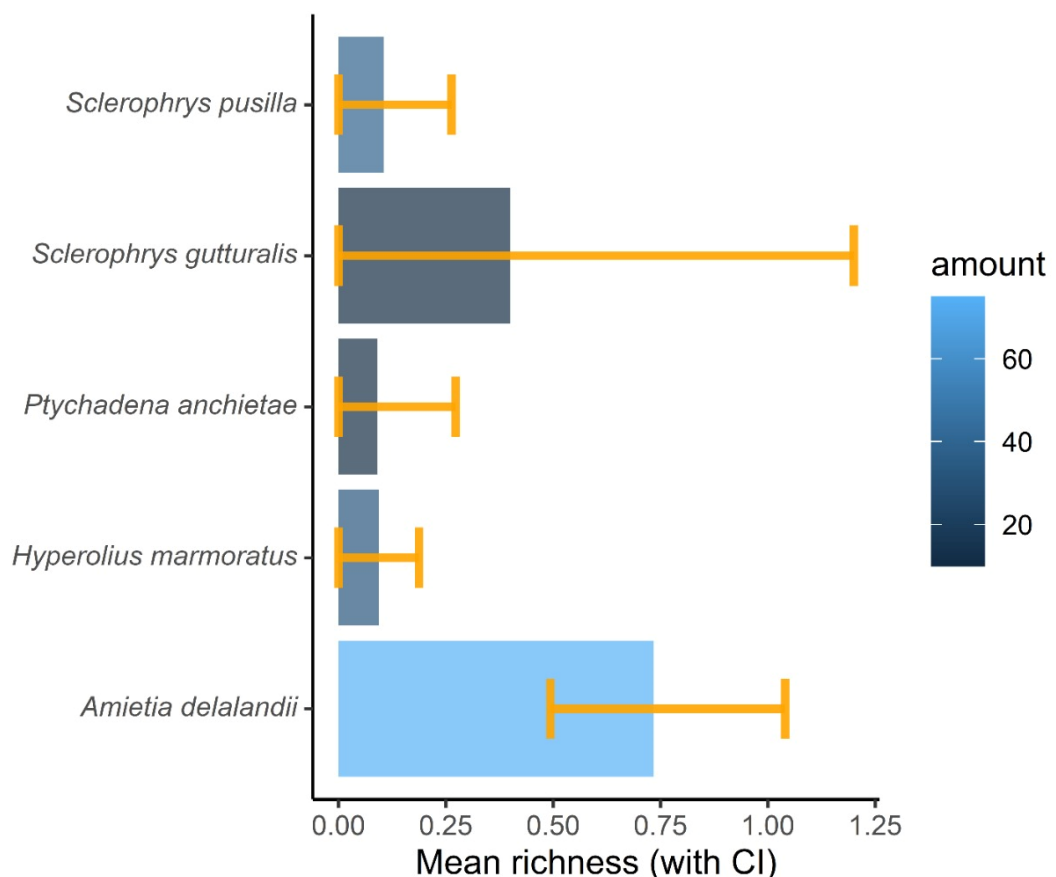 Sclerophrys pusilla
Sclerophrys gutturalis
Ptychadena anchietae
Hyperolius marmoratus
Amietia delalandii
0.00 0.25 0.50 0.75 1.00 1.25
Mean richness (with CI)
amount
60
40
20